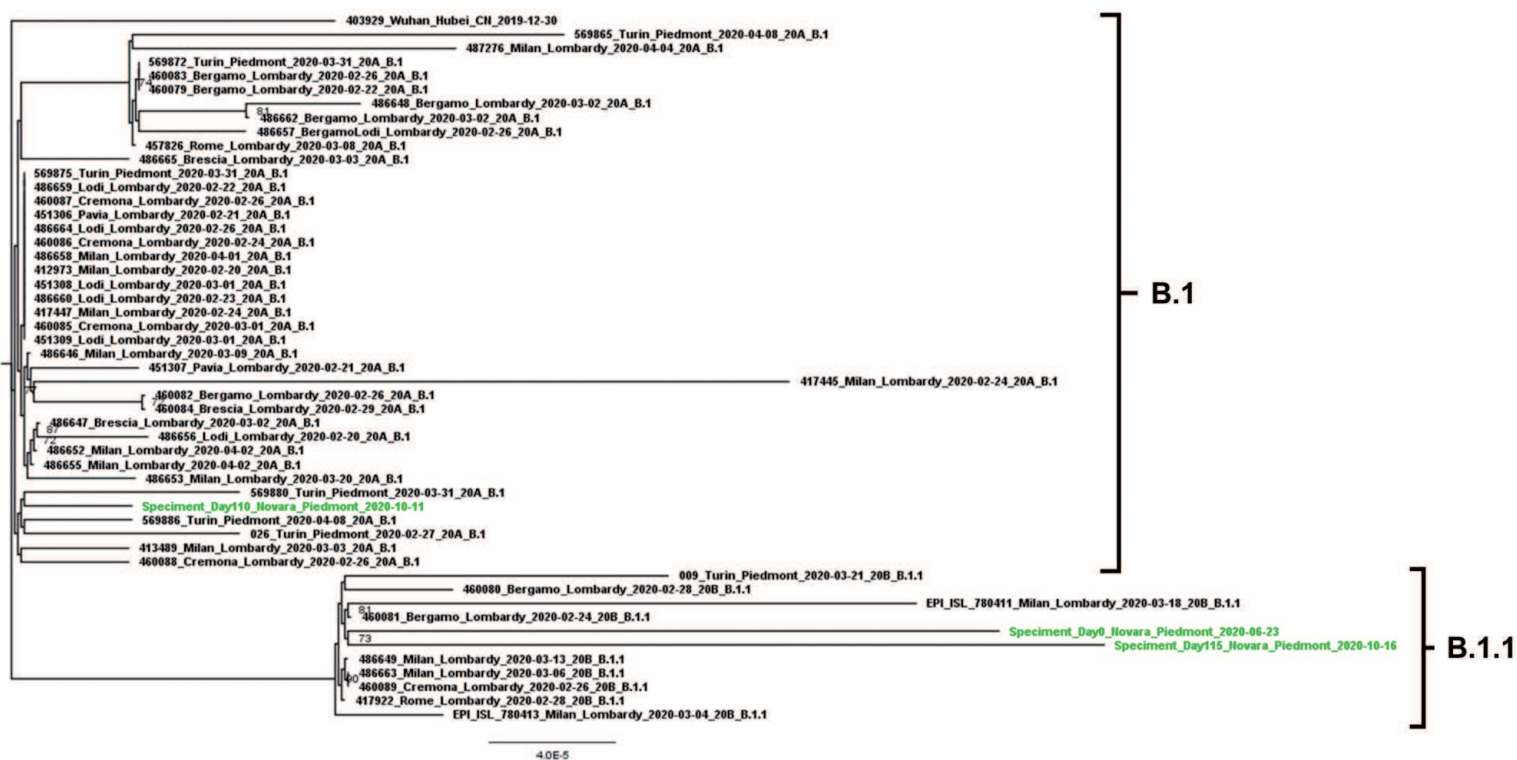 403929_Wuhan_Hubei_CN_2019-12-30
569865_Turin_Piedmont_2020-04-08_20A_B.1
487276_Milan_Lombardy_2020-04-04_20A_B.1
569872_Turin_Piedmont_2020-03-31_20A_B.1
460083_Bergamo_Lombardy_2020-02-26_20A_B.1
460079_Bergamo_Lombardy_2020-02-22_20A_B.1
486648_Bergamo_Lombardy_2020-03-02_20A_B.1
81
486662_Bergamo_Lombardy_2020-03-02_20A_B.1
486657_BergamoLodi_Lombardy_2020-02-26_20A_B.1
457826_Rome_Lombardy_2020-03-08_20A_B.1
486665_Brescia_Lombardy_2020-03-03_20A_B.1
569875_Turin_Piedmont_2020-03-31_20A_B.1
486659_Lodi_Lombardy_2020-02-22_20A_B.1
460087_Cremona_Lombardy_2020-02-26_20A_B.1
451306_Pavia_Lombardy_2020-02-21_20A_B.1
486664_Lodi_Lombardy_2020-02-26_20A_B.1
460086_Cremona_Lombardy_2020-02-24_20A_B.1
486658_Milan_Lombardy_2020-04-01_20A_B.1
412973_Milan_Lombardy_2020-02-20_20A_B.1
451308_Lodi_Lombardy_2020-03-01_20A_B.1
486660_Lodi_Lombardy_2020-02-23_20A_B.1
417447_Milan_Lombardy_2020-02-24_20A_B.1
460085_Cremona_Lombardy_2020-03-01_20A_B.1
451309_Lodi_Lombardy_2020-03-01_20A_B.1
486646_Milan_Lombardy_2020-03-09_20A_B.1
451307_Pavia_Lombardy_2020-02-21_20A_B.1
417445_Milan_Lombardy_2020-02-24_20A_B.1
460082_Bergamo_Lombardy_2020-02-26_20A_B.1
460084_Brescia_Lombardy_2020-02-29_20A_B.1
486647_Brescia_Lombardy_2020-03-02_20A_B.1
87
486656_Lodi_Lombardy_2020-02-20_20A_B.1
72
486652_Milan_Lombardy_2020-04-02_20A_B.1
486655_Milan_Lombardy_2020-04-02_20A_B.1
486653_Milan_Lombardy_2020-03-20_20A_B.1
569880_Turin_Piedmont_2020-03-31_20A_B.1
Speciment_Day110_Novara_Piedmont_2020-10-11
569886_Turin_Piedmont_2020-04-08_20A_B.1
026_Turin_Piedmont_2020-02-27_20A_B.1
413489_Milan_Lombardy_2020-03-03_20A_B.1
460088_Cremona_Lombardy_2020-02-26_20A_B.1
B.1
009_Turin_Piedmont_2020-03-21_20B_B.1.1
460080_Bergamo_Lombardy_2020-02-28_20B_B.1.1
EPI_ISL_780411_Milan_Lombardy_2020-03-18_20B_B.1.1
81
460081_Bergamo_Lombardy_2020-02-24_20B_B.1.1
Speciment_Day0_Novara_Piedmont_2020-06-23
73
Speciment_Day115_Novara_Piedmont_2020-10-16
486649_Milan_Lombardy_2020-03-13_20B_B.1.1
486663_Milan_Lombardy_2020-03-06_20B_B.1.1
460089_Cremona_Lombardy_2020-02-26_20B_B.1.1
417922_Rome_Lombardy_2020-02-28_20B_B.1.1
EPI_ISL_780413_Milan_Lombardy_2020-03-04_20B_B.1.1
B.1.1
4.0E-5